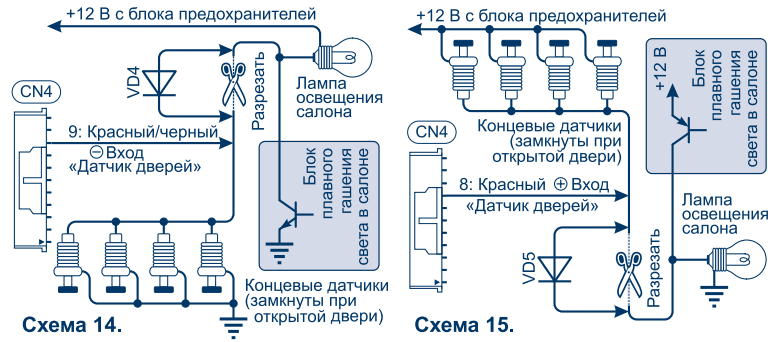 +12 В с блока предохранителей
VD4
Разрезать
Лампа
освещения
салона
CN4
9: Красный/черный
⊖ Вход
«Датчик дверей»
Блок
плавного
гашения
света в салоне
Концевые датчики
(замкнуты при
открытой двери)
Схема 14.
+12 В с блока предохранителей
+12 В
Блок
плавного
гашения
света в салоне
Концевые датчики
(замкнуты при
открытой двери)
CN4
8: Красный ⊕ Вход
«Датчик дверей»
Лампа
освещения
салона
VD5
Разрезать
Схема 15.